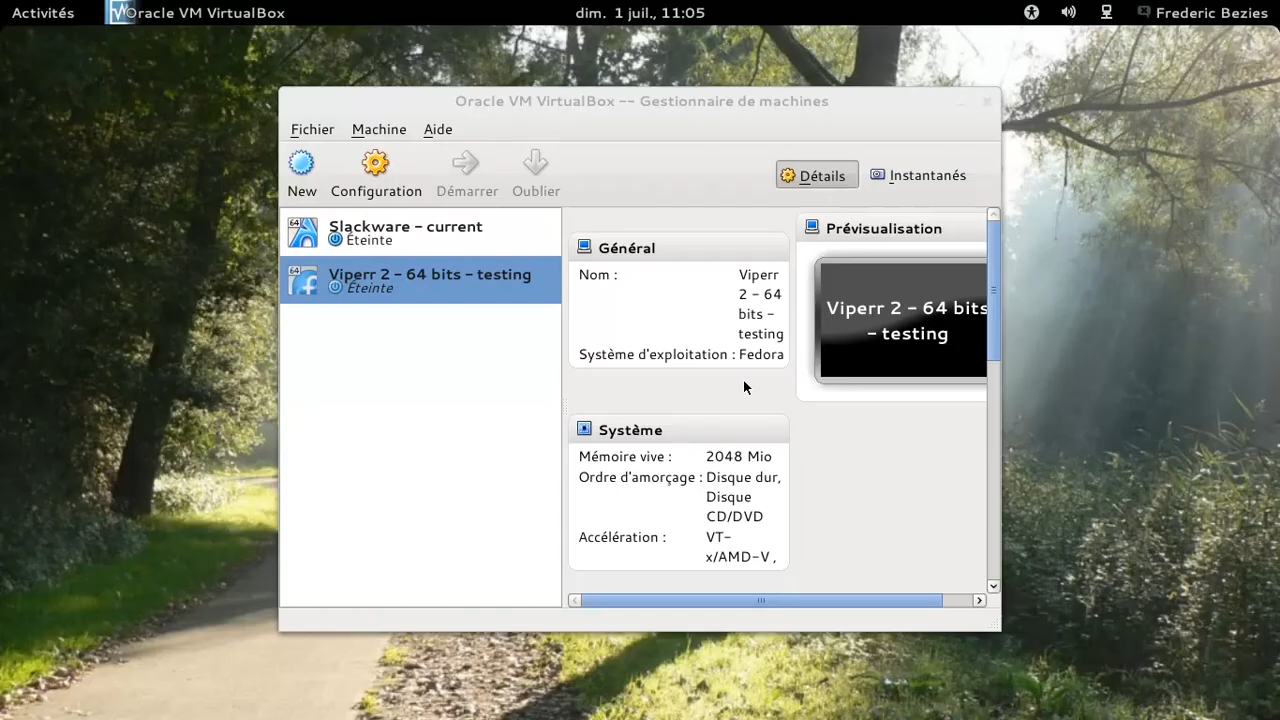 Activités Oracle VM VirtualBox dim. 1 juil., 11:05 Frederic Bezies
Oracle VM VirtualBox -- Gestionnaire de machines
Fichier Machine Aide
New Configuration Démarrer Oublier Détails Instantanés
64 Slackware - current
Éteinte
64 Viperr 2 - 64 bits - testing
Éteinte
Général
Nom : Viperr
2 - 64
bits -
testing
Système d'exploitation : Fedora
Système
Mémoire vive : 2048 Mio
Ordre d'amorçage : Disque dur,
Disque
CD/DVD
Accélération : VT-
x/AMD-V ,
Prévisualisation
Viperr 2 - 64 bits
- testing